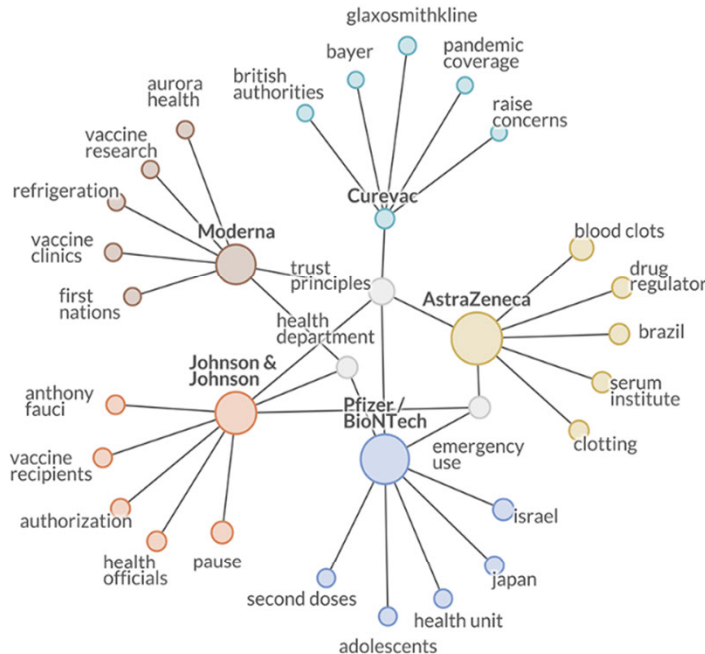 glaxosmithkline
bayer
pandemic
coverage
british
authorities
aurora
health
raise
concerns
vaccine
research
refrigeration
Curevac
Moderna
blood clots
vaccine
clinics
trust
principles
drug
regulator
AstraZeneca
first
nations
health
department
brazil
Johnson &
Johnson
serum
institute
anthony
fauci
Pfizer/
BioNTech
emergency
use
clotting
vaccine
recipients
authorization
israel
health
officials
pause
japan
second doses
health unit
adolescents